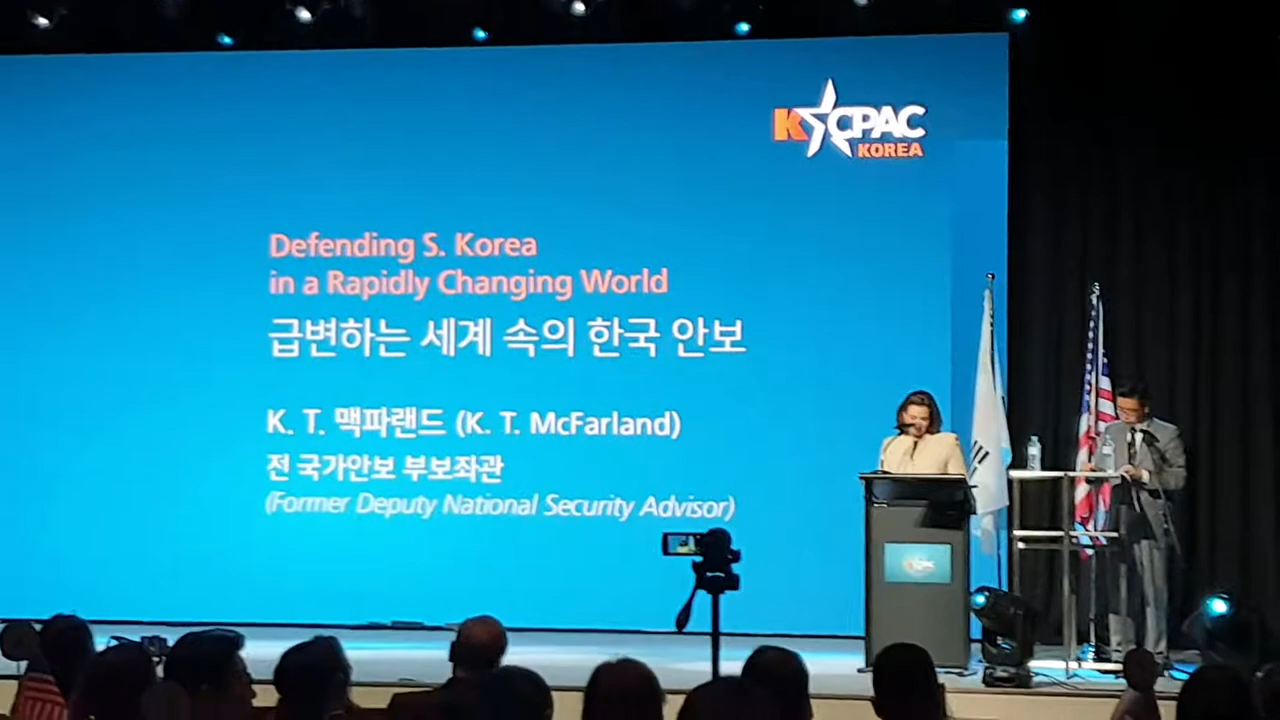 KCPAC
KOREA
Defending S. Korea
in a Rapidly Changing World
급변하는 세계 속의 한국 안보
K. T. 맥파랜드 (K. T. McFarland)
전 국가안보 부보좌관
(Former Deputy National Security Advisor)